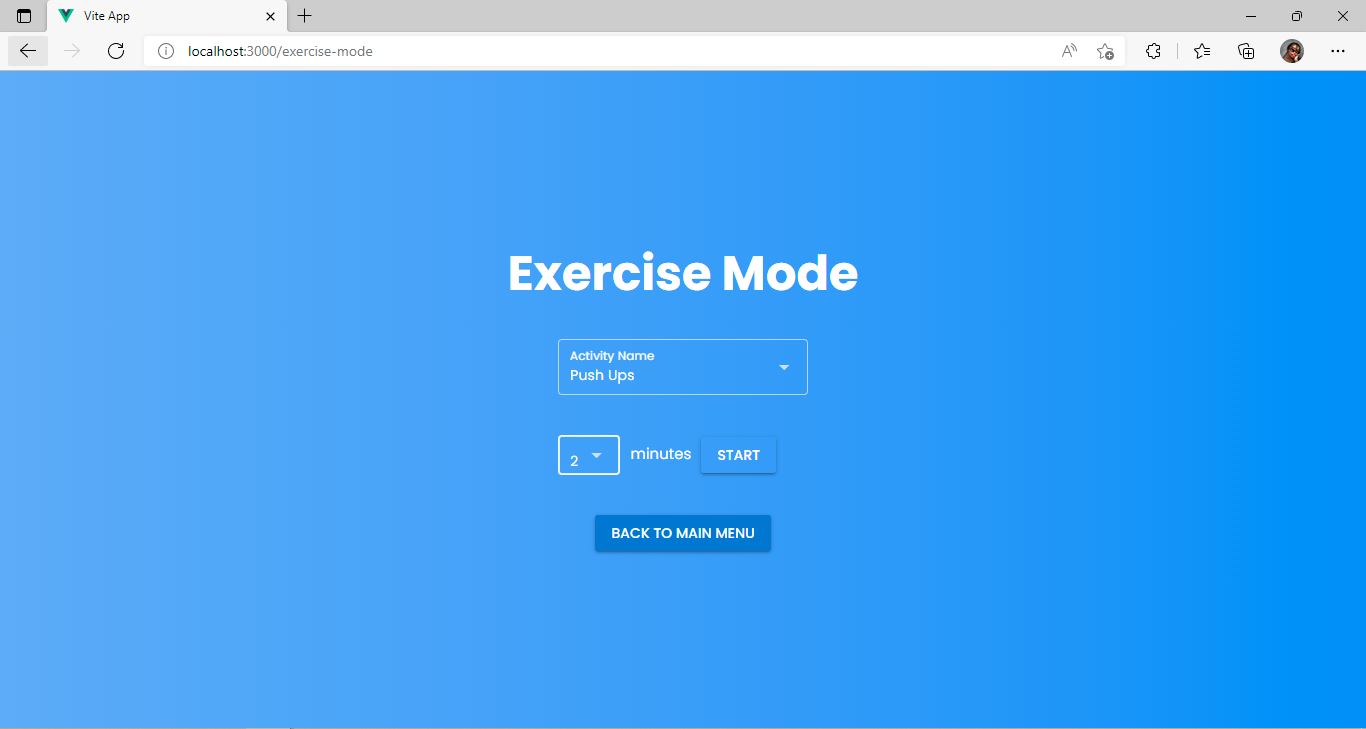 Vite App
localhost:3000/exercise-mode
Exercise Mode
Activity Name
Push Ups
2 minutes START
BACK TO MAIN MENU